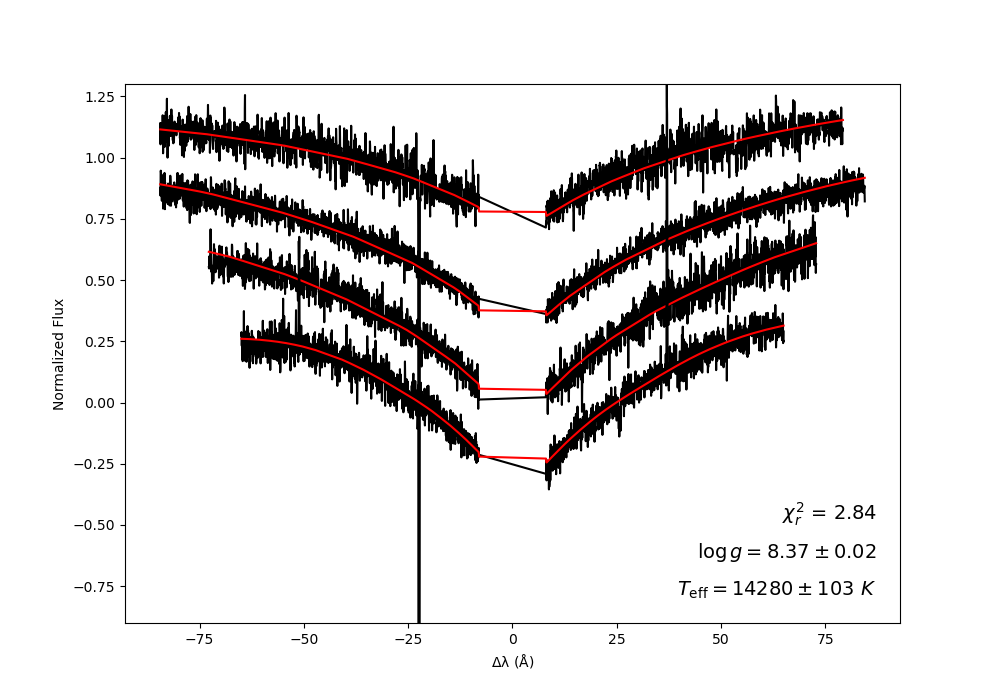 1.25
1.00
0.75
0.50
0.25
0.00
−0.25
−0.50
−0.75
Normalized Flux
χ²ᵣ = 2.84
log g = 8.37 ± 0.02
T_eff = 14280 ± 103 K
−75 −50 −25 0 25 50 75
Δλ (Å)